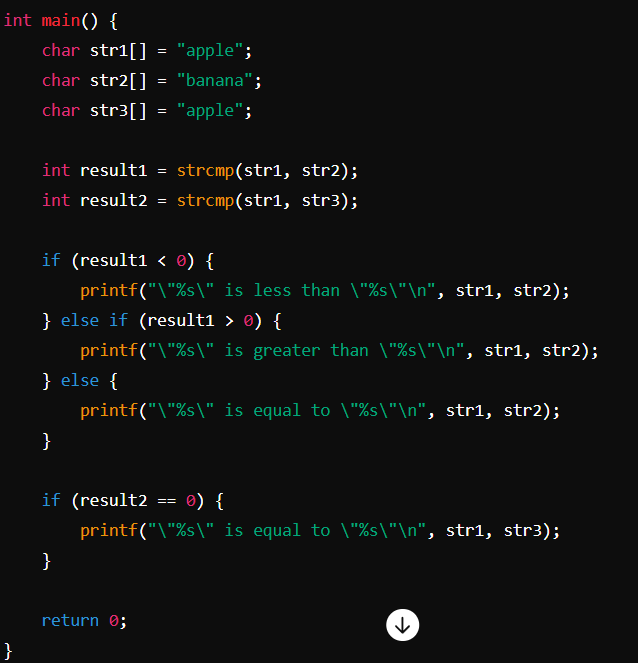 int main() {
    char str1[] = "apple";
    char str2[] = "banana";
    char str3[] = "apple";

    int result1 = strcmp(str1, str2);
    int result2 = strcmp(str1, str3);

    if (result1 < 0) {
        printf("\"%s\" is less than \"%s\"\n", str1, str2);
    } else if (result1 > 0) {
        printf("\"%s\" is greater than \"%s\"\n", str1, str2);
    } else {
        printf("\"%s\" is equal to \"%s\"\n", str1, str2);
    }

    if (result2 == 0) {
        printf("\"%s\" is equal to \"%s\"\n", str1, str3);
    }

    return 0;
}